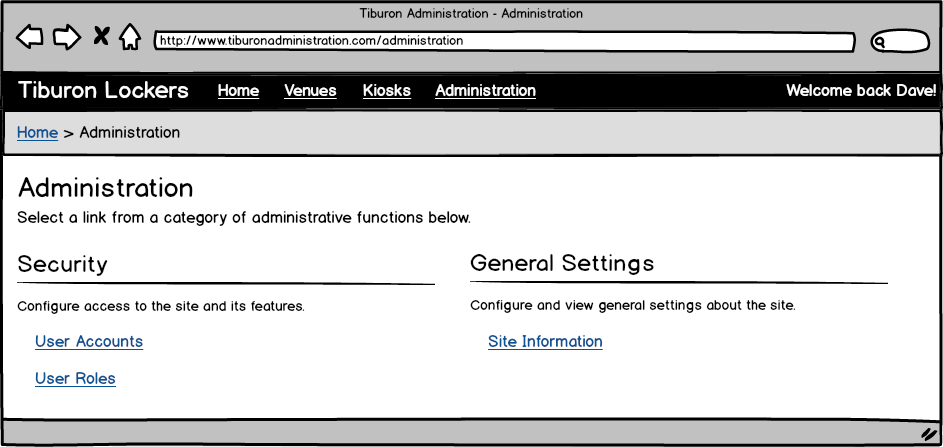 Tiburon Administration - Administration
http://www.tiburonadministration.com/administration
Tiburon Lockers Home Venues Kiosks Administration Welcome back Dave!
Home > Administration
Administration
Select a link from a category of administrative functions below.
Security
Configure access to the site and its features.
User Accounts
User Roles
General Settings
Configure and view general settings about the site.
Site Information